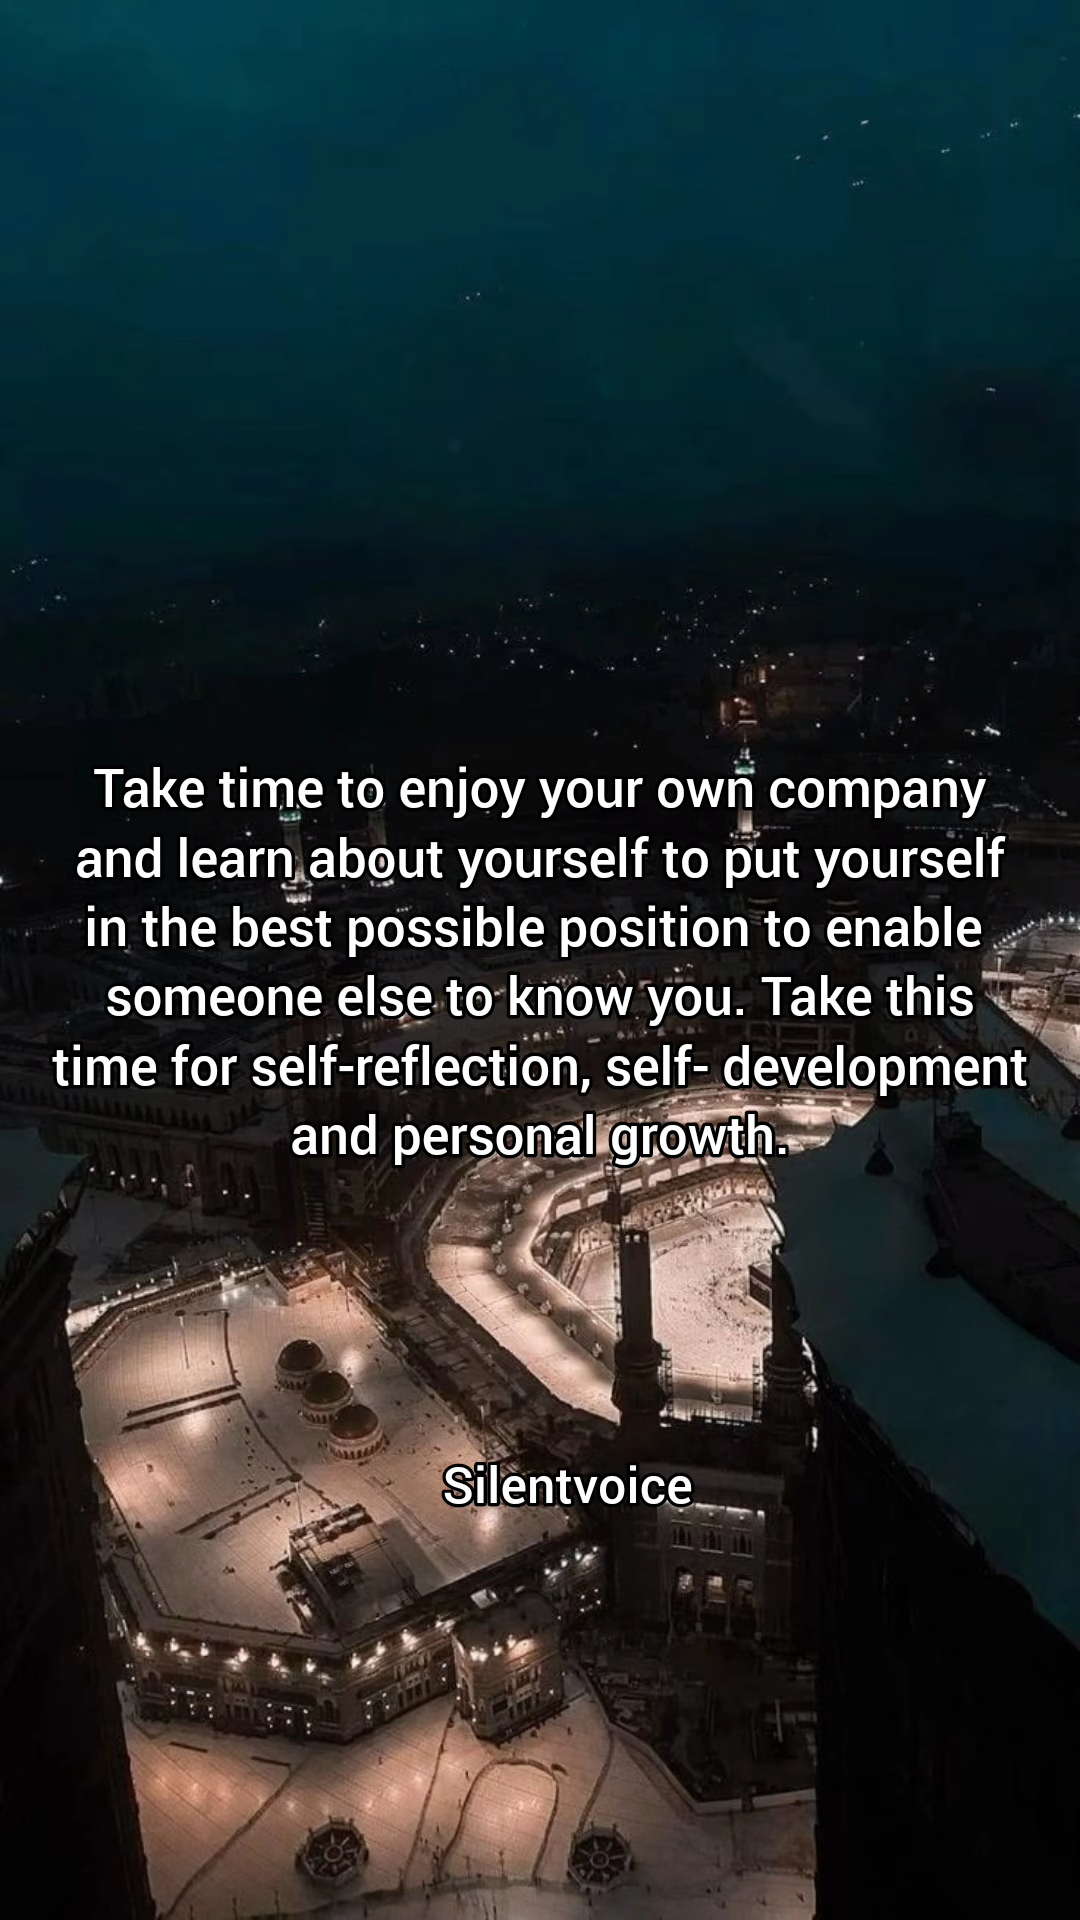 Take time to enjoy your own company
and learn about yourself to put yourself
in the best possible position to enable
someone else to know you. Take this
time for self-reflection, self- development
and personal growth.
Silentvoice